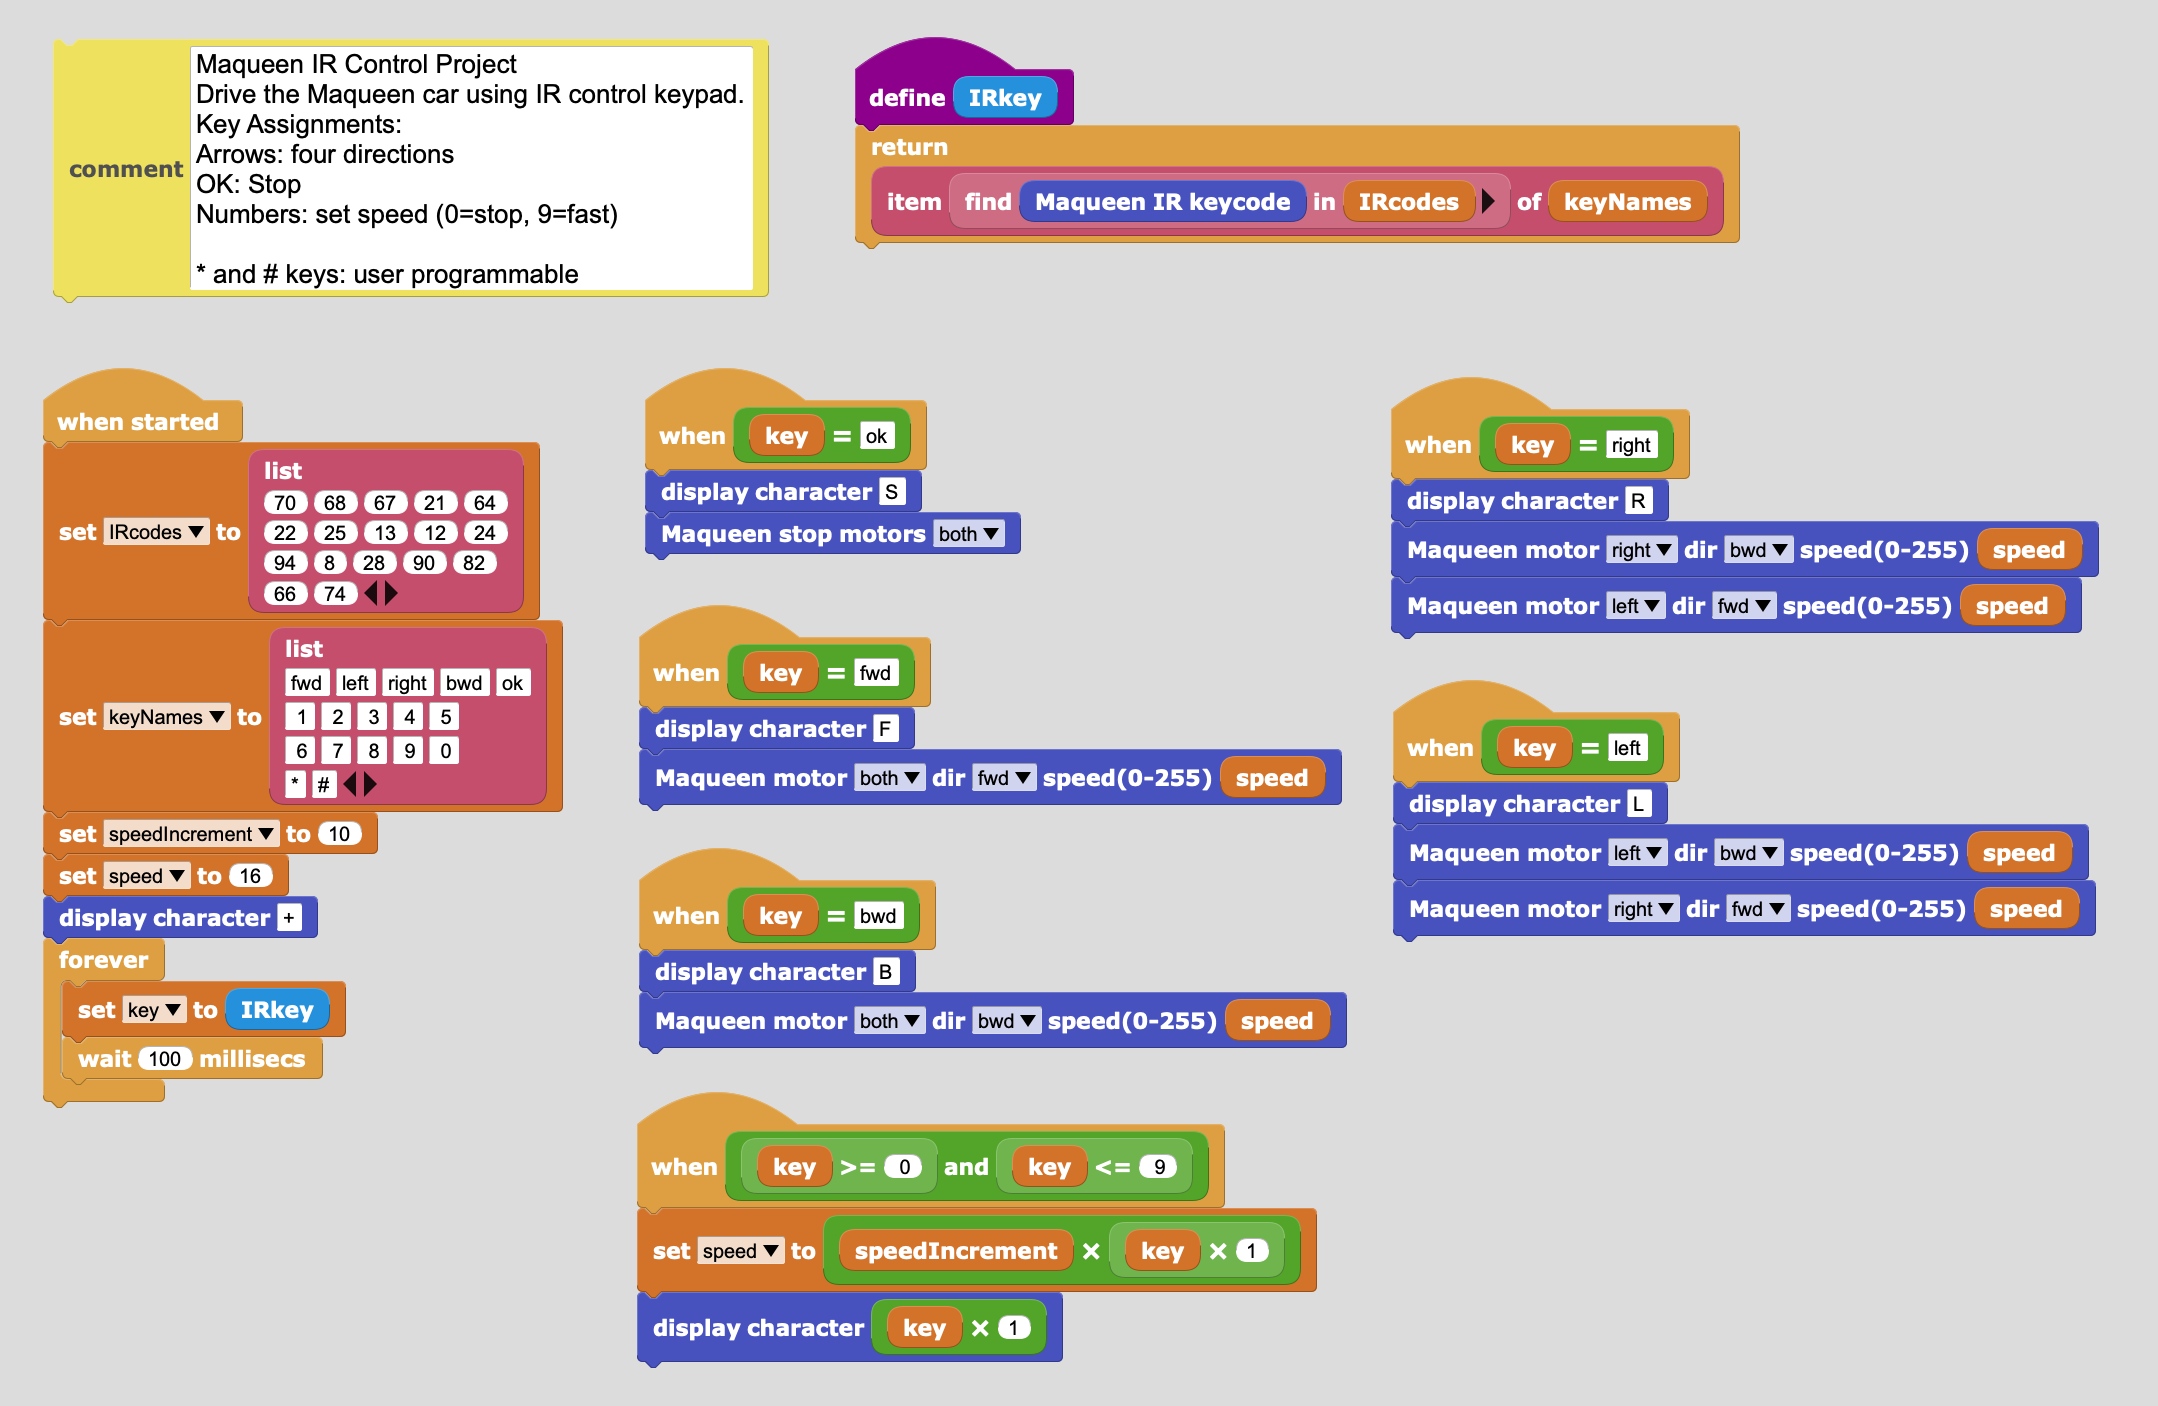 Maqueen IR Control Project
Drive the Maqueen car using IR control keypad.
Key Assignments:
Arrows: four directions
comment
OK: Stop
Numbers: set speed (0=stop, 9=fast)
* and # keys: user programmable
define IRkey
return
item find Maqueen IR keycode in IRcodes of keyNames
when started
list
70 68 67 21 64
set IRcodes to
22 25 13 12 24
94 8 28 90 82
66 74
list
fwd left right bwd ok
set keyNames to
1 2 3 4 5
6 7 8 9 0
* #
set speedIncrement to 10
set speed to 16
display character +
forever
set key to IRkey
wait 100 millisecs
when key = ok
display character S
Maqueen stop motors both
when key = fwd
display character F
Maqueen motor both dir fwd speed(0-255) speed
when key = bwd
display character B
Maqueen motor both dir bwd speed(0-255) speed
when key >= 0 and key <= 9
set speed to speedIncrement × key × 1
display character key × 1
when key = right
display character R
Maqueen motor right dir bwd speed(0-255) speed
Maqueen motor left dir fwd speed(0-255) speed
when key = left
display character L
Maqueen motor left dir bwd speed(0-255) speed
Maqueen motor right dir fwd speed(0-255) speed